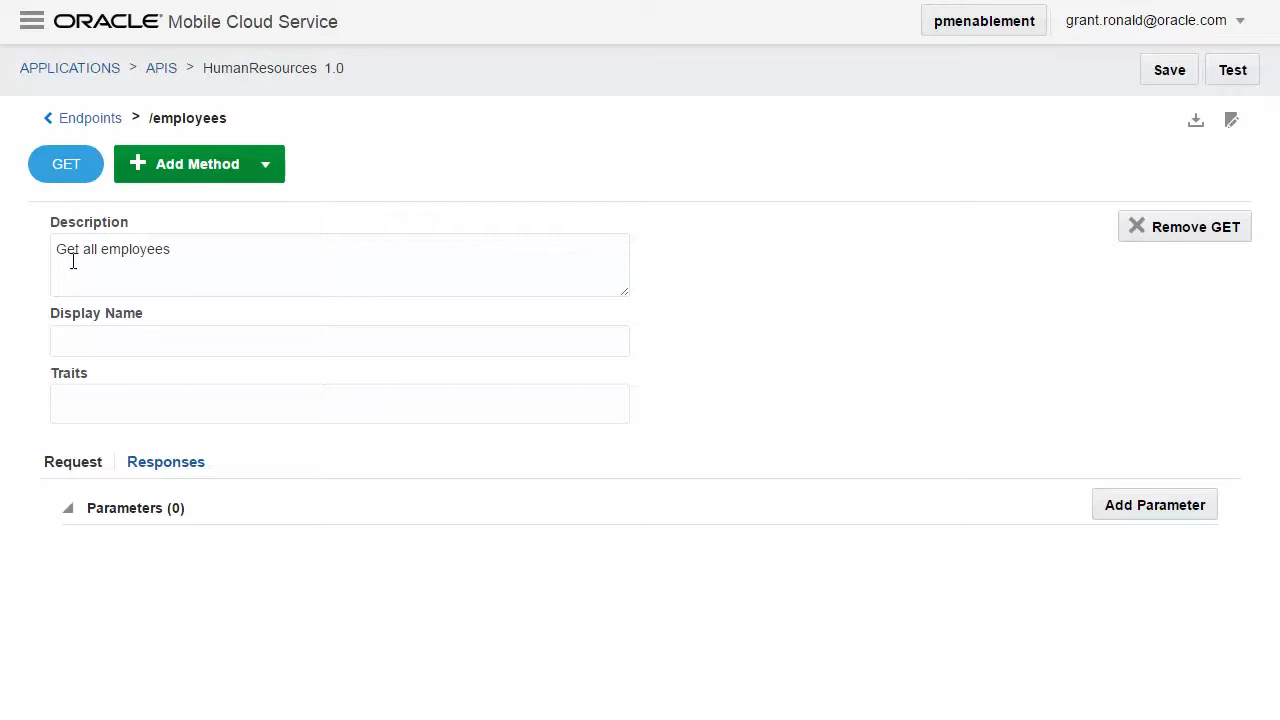 ORACLE® Mobile Cloud Service
pmenablement
grant.ronald@oracle.com
APPLICATIONS > APIS > HumanResources 1.0
Save
Test
Endpoints > /employees
GET
Add Method
Description
Remove GET
Get all employees
Display Name
Traits
Request
Responses
Parameters (0)
Add Parameter